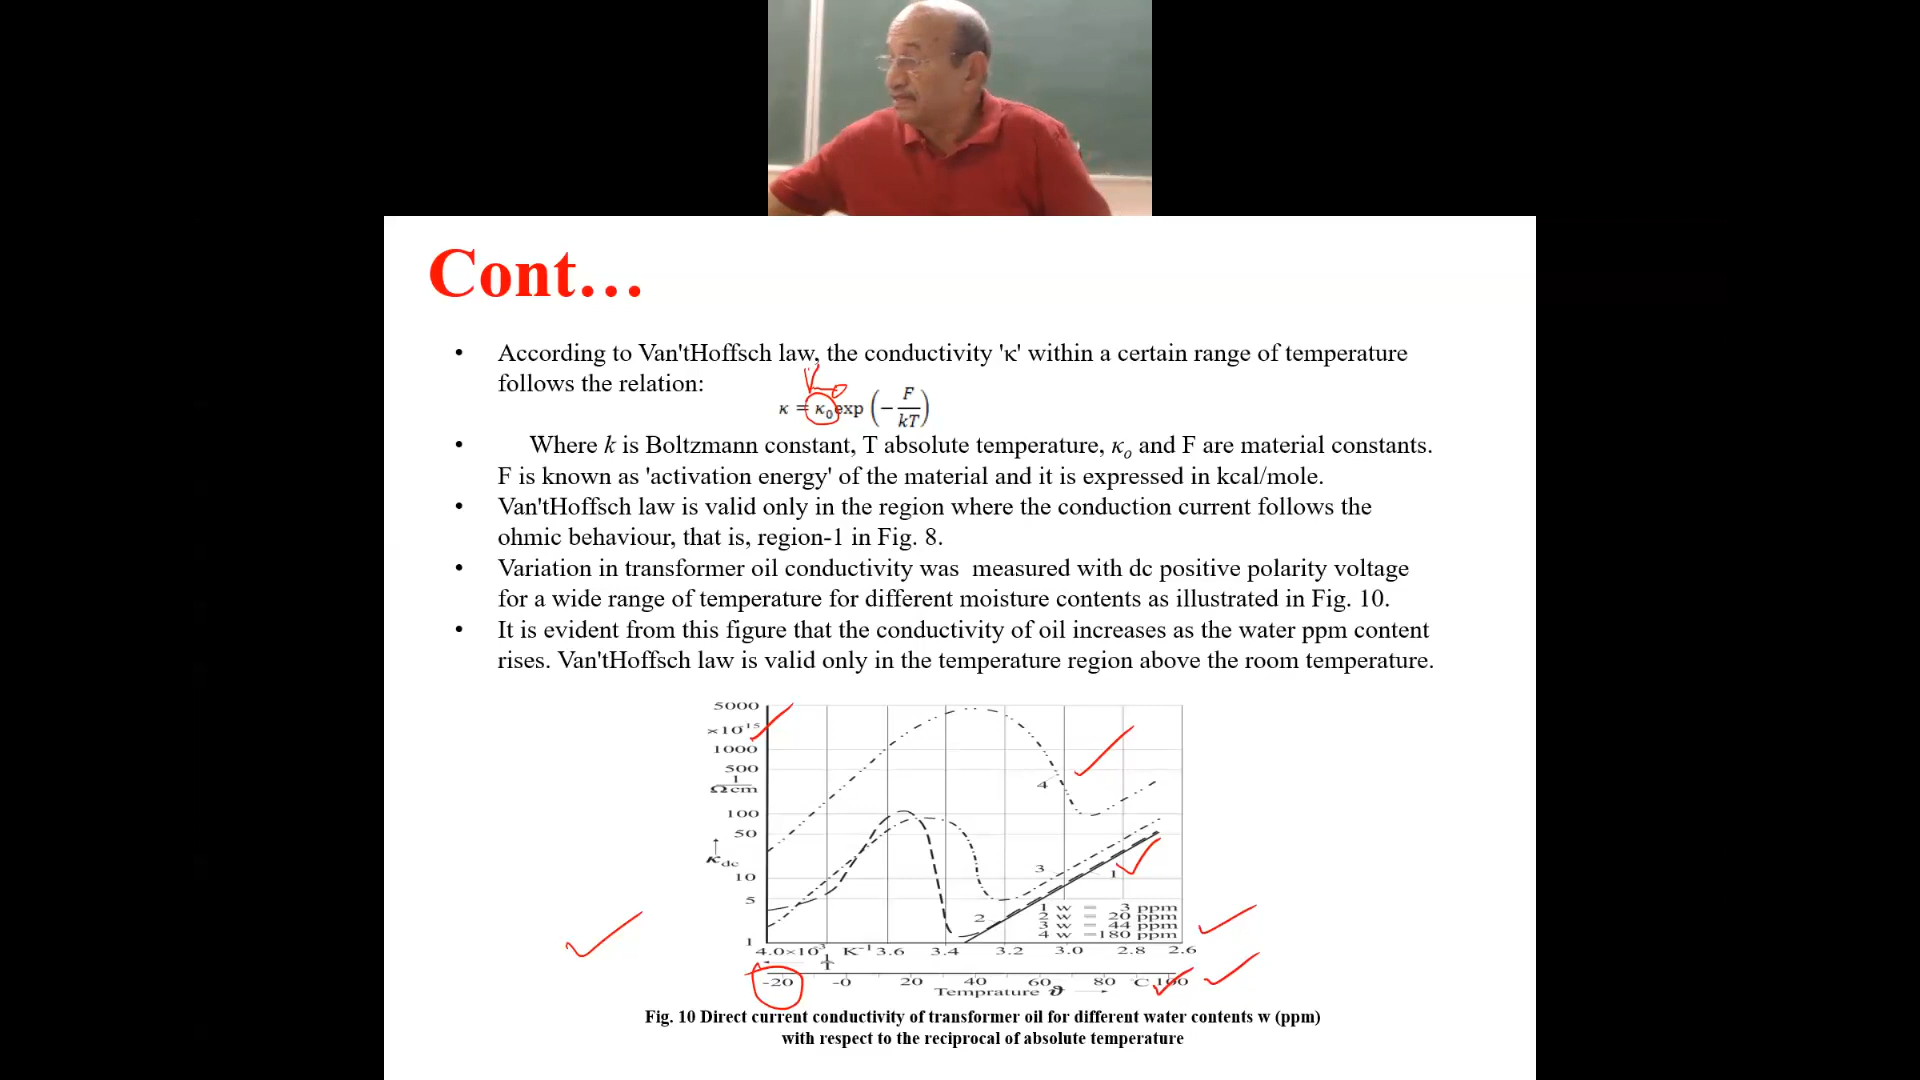 Cont...
• According to Van'tHoffsch law, the conductivity 'κ' within a certain range of temperature
follows the relation:
κ = κ₀exp (− F/kT)
• Where k is Boltzmann constant, T absolute temperature, κₒ and F are material constants.
F is known as 'activation energy' of the material and it is expressed in kcal/mole.
• Van'tHoffsch law is valid only in the region where the conduction current follows the
ohmic behaviour, that is, region-1 in Fig. 8.
• Variation in transformer oil conductivity was measured with dc positive polarity voltage
for a wide range of temperature for different moisture contents as illustrated in Fig. 10.
• It is evident from this figure that the conductivity of oil increases as the water ppm content
rises. Van'tHoffsch law is valid only in the temperature region above the room temperature.
5000
×10⁻¹⁵
1000
500
1/Ωcm
4
100
50
κdc
10
3
1
5
1 w = 3 ppm
2 w = 20 ppm
3 w = 44 ppm
4 w =180 ppm
2
1
4.0×10⁻³ K⁻¹ 3.6 3.4 3.2 3.0 2.8 2.6
1/T
-20 -0 20 40 60 80 °C 100
Temprature ϑ
Fig. 10 Direct current conductivity of transformer oil for different water contents w (ppm)
with respect to the reciprocal of absolute temperature